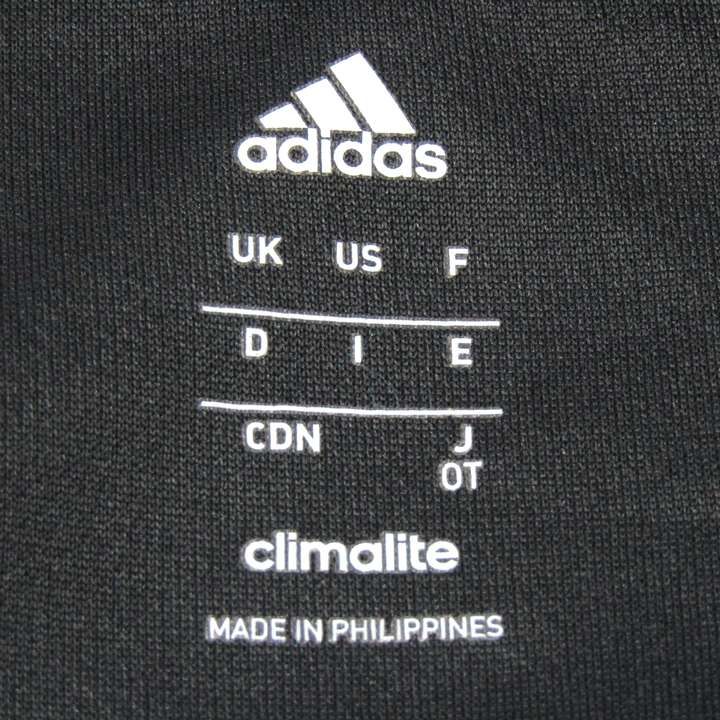 adidas
UK US F
D I E
CDN J
OT
climalite
MADE IN PHILIPPINES